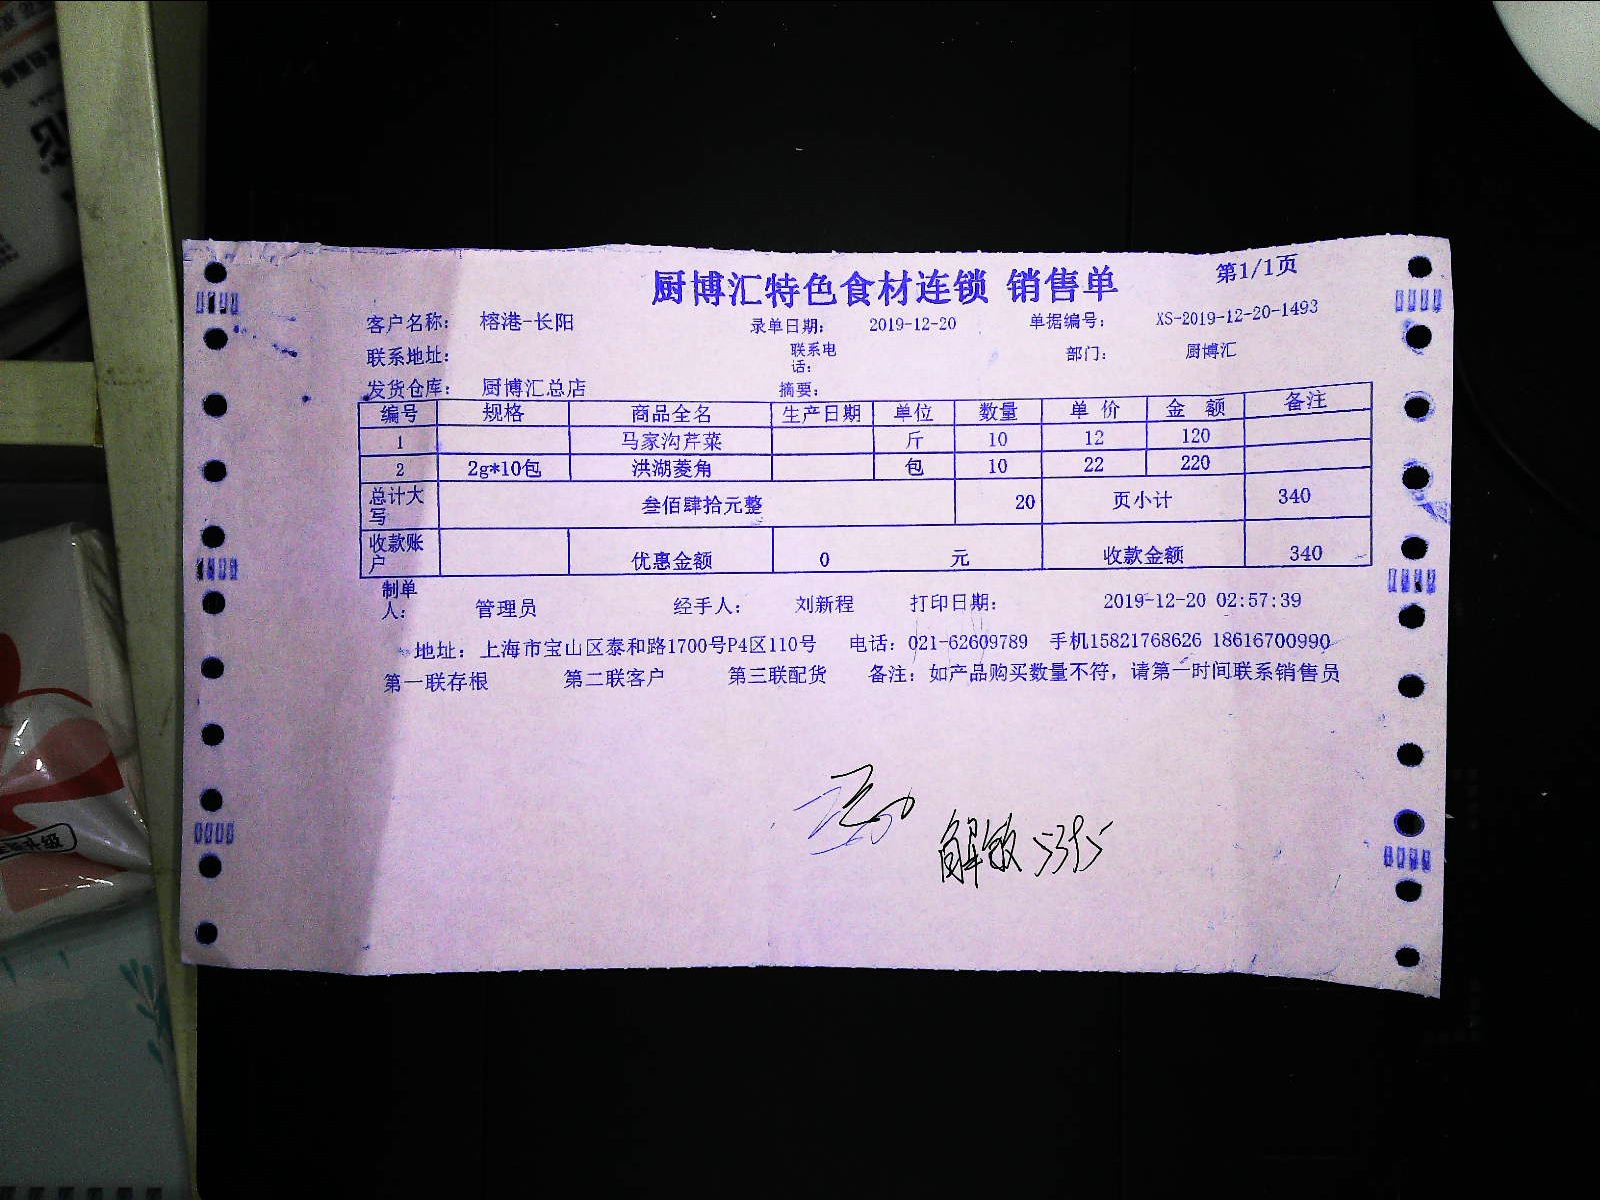 厨博汇特色食材连锁 销售单
第1/1页
客户名称： 榕港-长阳 录单日期： 2019-12-20 单据编号： XS-2019-12-20-1493
联系地址： 联系电话： 部门： 厨博汇
发货仓库： 厨博汇总店 摘要：
编号 规格 商品全名 生产日期 单位 数量 单 价 金 额 备注
1 马家沟芹菜 斤 10 12 120
2 2g*10包 洪湖菱角 包 10 22 220
总计大写 叁佰肆拾元整 20 页小计 340
收款账户 优惠金额 0 元 收款金额 340
制单人： 管理员 经手人： 刘新程 打印日期： 2019-12-20 02:57:39
地址：上海市宝山区泰和路1700号P4区110号 电话：021-62609789 手机15821768626 18616700990
第一联存根 第二联客户 第三联配货 备注：如产品购买数量不符，请第一时间联系销售员